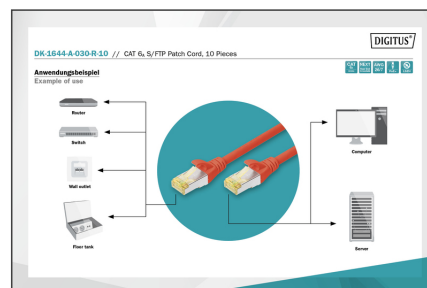 DIGITUS®
DK-1644-A-030-R-10 // CAT 6A S/FTP Patch Cord, 10 Pieces
Anwendungsbeispiel
Example of use
Router
Switch
Wall outlet
Floor tank
Computer
Server